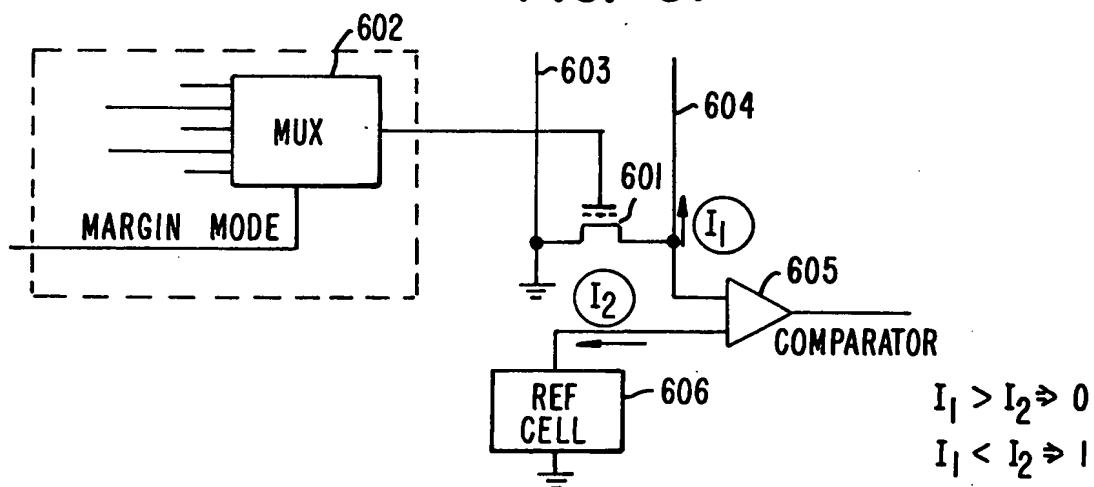 602
603
604
MUX
601
MARGIN MODE
I₁
605
I₂
COMPARATOR
REF
CELL
606
I₁ > I₂ ⇒ 0
I₁ < I₂ ⇒ 1